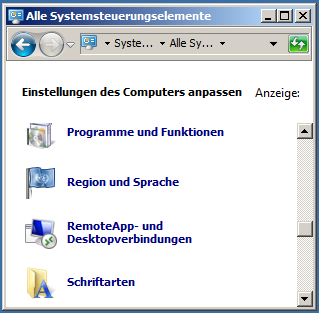 Alle Systemsteuerungselemente
Syste... Alle Sy...
Einstellungen des Computers anpassen Anzeige:
Programme und Funktionen
Region und Sprache
RemoteApp- und
Desktopverbindungen
Schriftarten